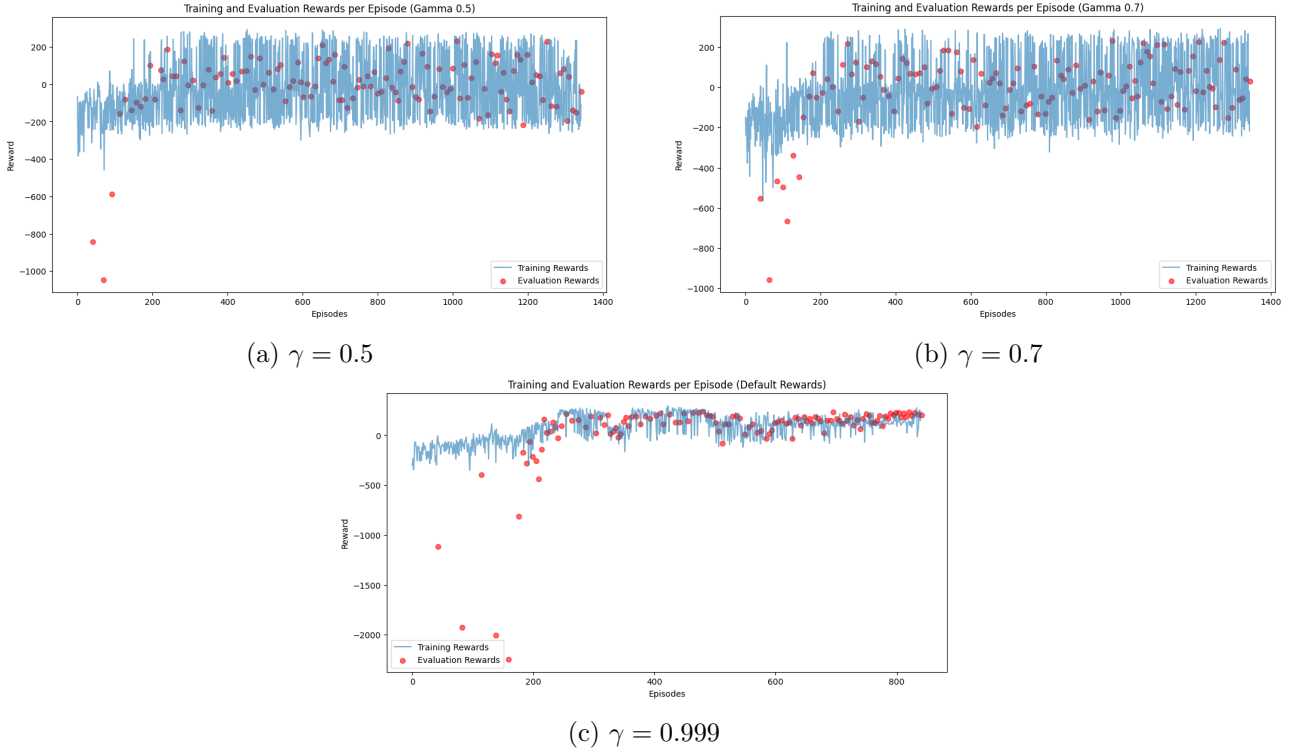 Training and Evaluation Rewards per Episode (Gamma 0.5)
200
0
−200
−400
−600
−800
−1000
Reward
0 200 400 600 800 1000 1200 1400
Episodes
Training Rewards
Evaluation Rewards
(a) γ = 0.5
Training and Evaluation Rewards per Episode (Gamma 0.7)
200
0
−200
−400
−600
−800
−1000
Reward
0 200 400 600 800 1000 1200 1400
Episodes
Training Rewards
Evaluation Rewards
(b) γ = 0.7
Training and Evaluation Rewards per Episode (Default Rewards)
0
−500
−1000
−1500
−2000
Reward
0 200 400 600 800
Episodes
Training Rewards
Evaluation Rewards
(c) γ = 0.999